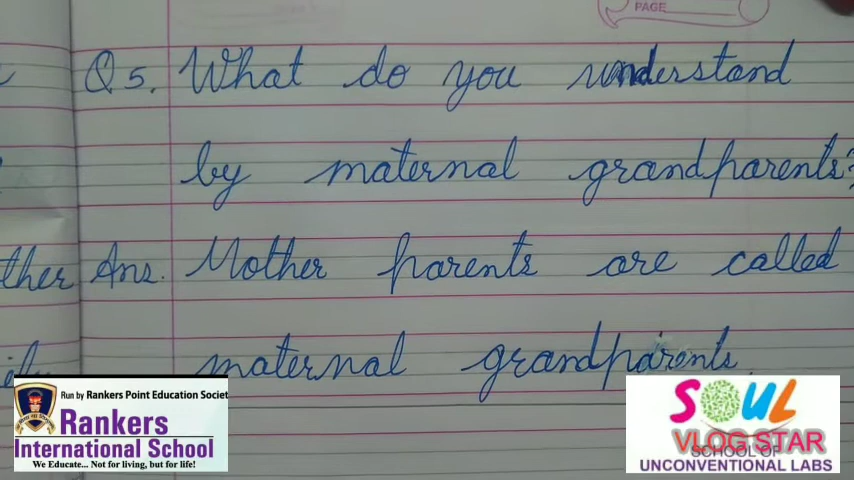 PAGE
Q5. What do you understand
by maternal grandparents?
ther Ans. Mother parents are called
maternal grandparents.
Run by Rankers Point Education Societ
Rankers
International School
We Educate... Not for living, but for life!
SOUL
VLOG STAR
SCHOOL OF
UNCONVENTIONAL LABS